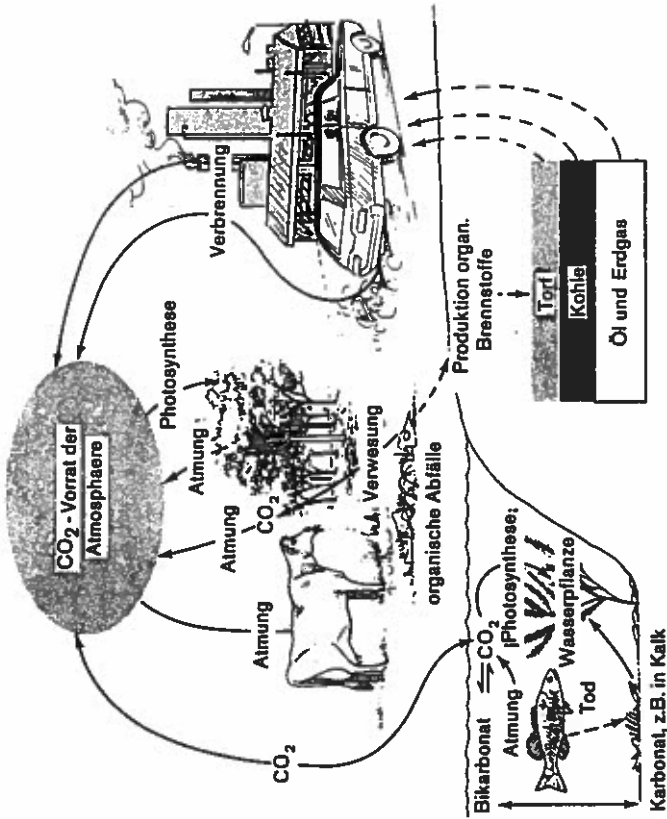 CO₂ - Vorrat der
Atmosphaere
CO₂
Atmung
Atmung
CO₂
Atmung
Photosynthese
Verbrennung
Verwesung
organische Abfälle
Produktion organ.
Brennstoffe
Torf
Kohle
Öl und Erdgas
Bikarbonat ⇌ CO₂
Atmung
Photosynthese
Tod
Wasserpflanze
Karbonat, z.B. in Kalk